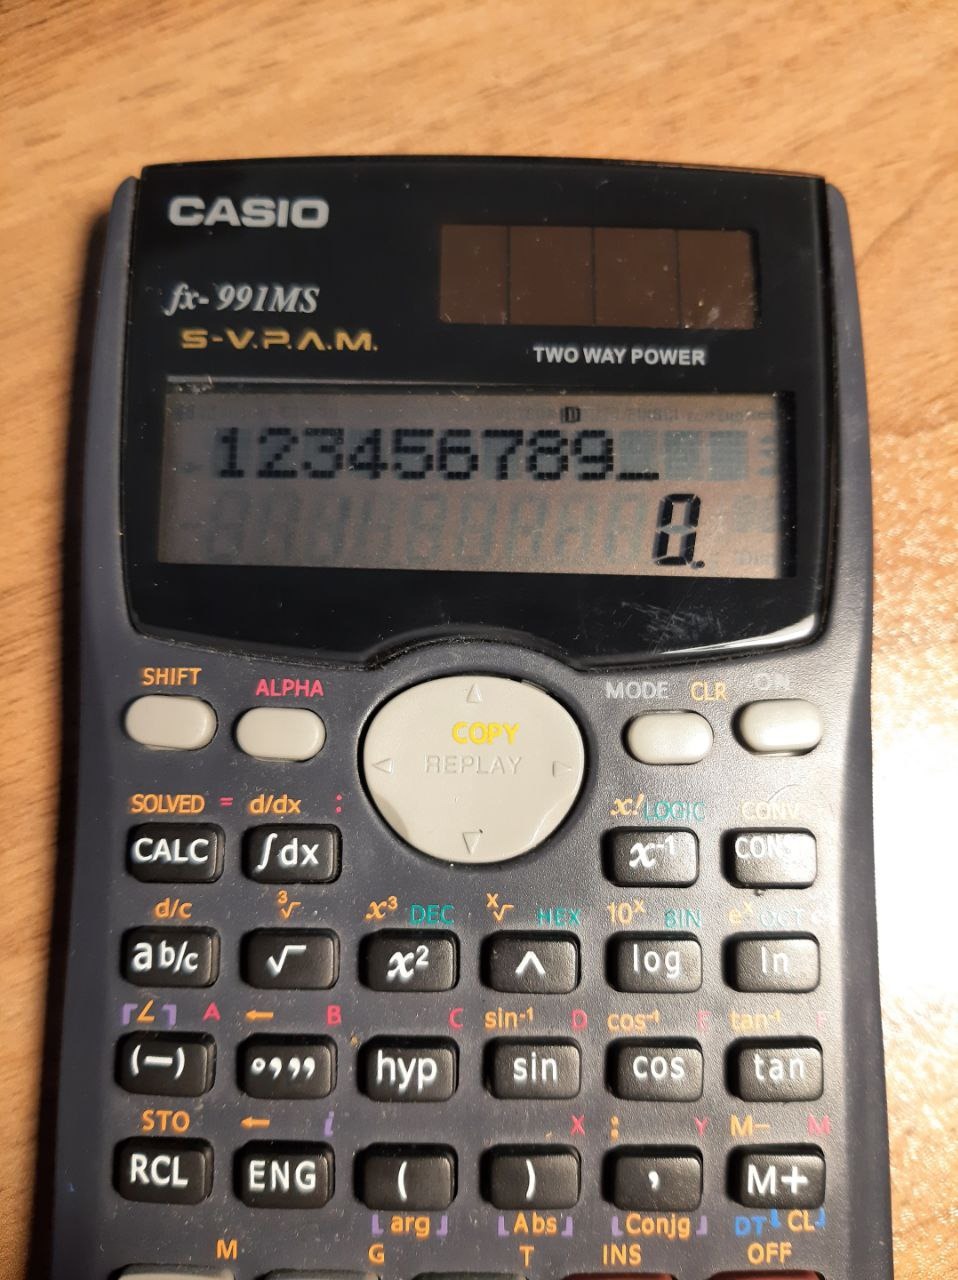 CASIO
fx-991MS
S-V.P.A.M.
TWO WAY POWER
D
123456789_
0.
SHIFT ALPHA MODE CLR ON
COPY
REPLAY
SOLVED = d/dx : x! LOGIC CONV
CALC ∫dx x⁻¹ CONST
d/c ³√ x³ DEC ˣ√ HEX 10ˣ BIN eˣ OCT
ab/c √ x² ^ log ln
∠ A ← B C sin⁻¹ D cos⁻¹ E tan⁻¹ F
(−) °,,, hyp sin cos tan
STO ← i X ; Y M− M
RCL ENG ( ) , M+
arg Abs Conjg DT CL
M G T INS OFF